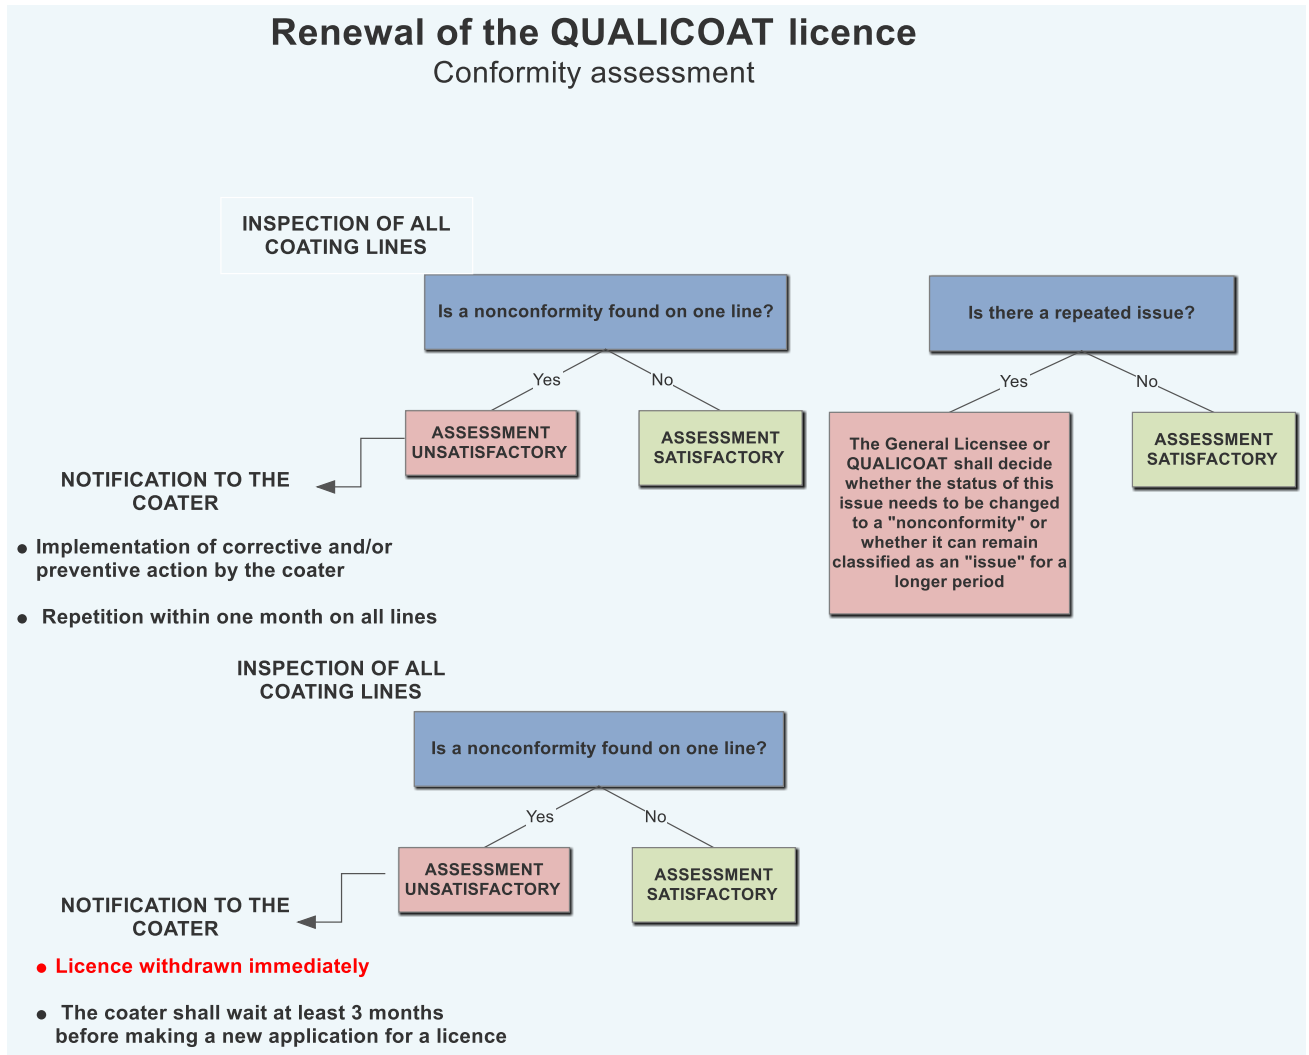 Renewal of the QUALICOAT licence
Conformity assessment
INSPECTION OF ALL
COATING LINES
Is a nonconformity found on one line?
Yes
No
ASSESSMENT
UNSATISFACTORY
ASSESSMENT
SATISFACTORY
Is there a repeated issue?
Yes
No
The General Licensee or
QUALICOAT shall decide
whether the status of this
issue needs to be changed
to a "nonconformity" or
whether it can remain
classified as an "issue" for a
longer period
ASSESSMENT
SATISFACTORY
NOTIFICATION TO THE
COATER
● Implementation of corrective and/or
preventive action by the coater
● Repetition within one month on all lines
INSPECTION OF ALL
COATING LINES
Is a nonconformity found on one line?
Yes
No
ASSESSMENT
UNSATISFACTORY
ASSESSMENT
SATISFACTORY
NOTIFICATION TO THE
COATER
● Licence withdrawn immediately
● The coater shall wait at least 3 months
before making a new application for a licence